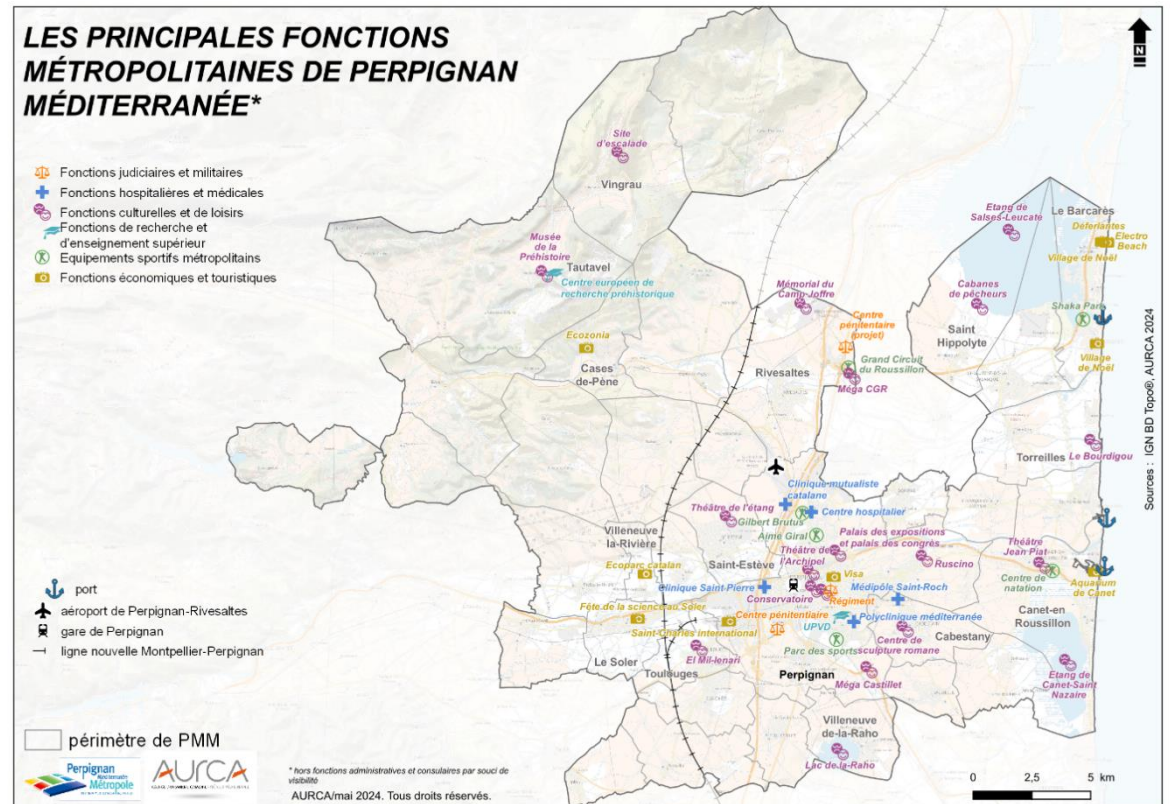 LES PRINCIPALES FONCTIONS
MÉTROPOLITAINES DE PERPIGNAN
MÉDITERRANÉE*
Fonctions judiciaires et militaires
Fonctions hospitalières et médicales
Fonctions culturelles et de loisirs
Fonctions de recherche et
d'enseignement supérieur
Equipements sportifs métropolitains
Fonctions économiques et touristiques
N
Site
d'escalade
Vingrau
Musée
de la
Préhistoire
Tautavel
Centre européen de
recherche préhistorique
Ecozonia
Cases
de-Pène
Mémorial du
Camp Joffre
Centre
pénitentaire
(projet)
Rivesaltes
Grand Circuit
du Roussillon
Méga CGR
Etang de
Salses-Leucate
Le Barcarès
Déferlantes
Electro
Beach
Village de Noël
Cabanes
de pêcheurs
Saint
Hippolyte
Shaka Park
Village
de Noël
Torreilles
Le Bourdigou
Sources : IGN BD Topo®, AURCA 2024
Clinique mutualiste
catalane
Centre hospitalier
Théâtre de l'étang
Gilbert Brutus
Aimé Giral
Palais des expositions
et palais des congrès
Villeneuve
la-Rivière
Saint-Estève
Théâtre de
l'Archipel
Ruscino
Théâtre
Jean Piat
Ecoparc catalan
Clinique Saint-Pierre
Visa
Centre de
natation
Aquarium
de Canet
Conservatoire
Régiment
Médipôle Saint-Roch
Fête de la science au Soler
Centre pénitentiaire
UPVD
Polyclinique méditerranée
Canet-en
Roussillon
Saint-Charles international
Parc des sports
Centre de
sculpture romane
Cabestany
Le Soler
Toulouges
El Mil-lenari
Perpignan
Méga Castillet
Etang de
Canet-Saint
Nazaire
Villeneuve
de-la-Raho
Lac de la-Raho
port
aéroport de Perpignan-Rivesaltes
gare de Perpignan
ligne nouvelle Montpellier-Perpignan
périmètre de PMM
Perpignan
Méditerranée
Métropole
AURCA
* hors fonctions administratives et consulaires par souci de
visibilité
AURCA/mai 2024. Tous droits réservés.
0 2,5 5 km